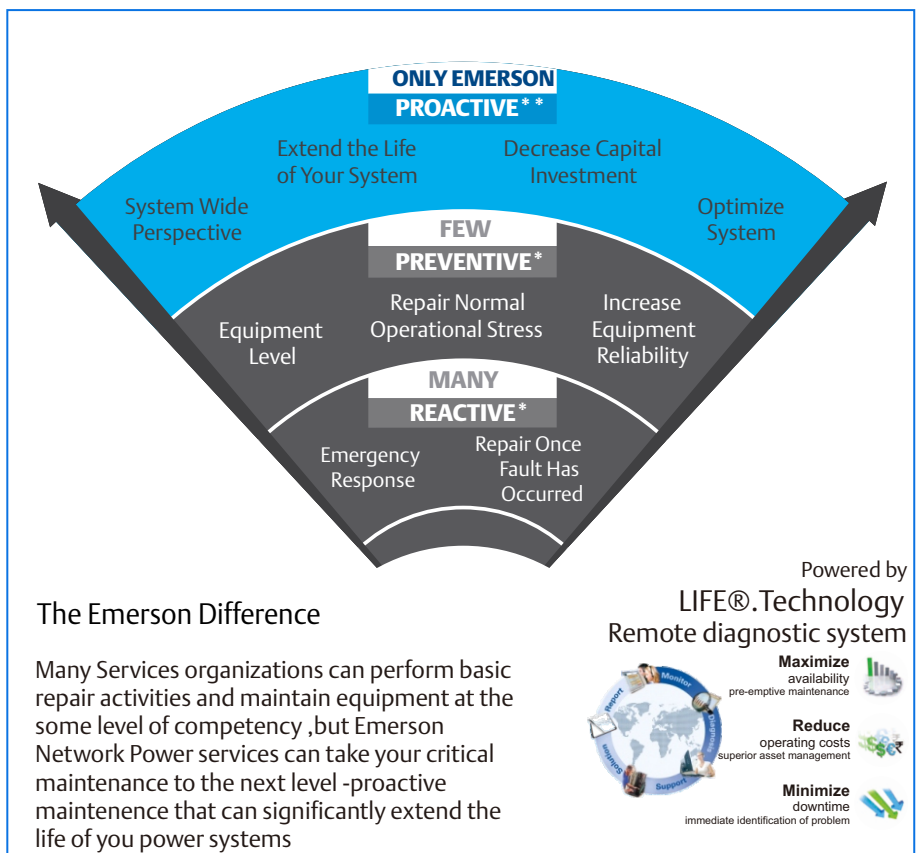 ONLY EMERSON
PROACTIVE**
Extend the Life
of Your System
Decrease Capital
Investment
System Wide
Perspective
Optimize
System
FEW
PREVENTIVE*
Equipment
Level
Repair Normal
Operational Stress
Increase
Equipment
Reliability
MANY
REACTIVE*
Emergency
Response
Repair Once
Fault Has
Occurred
The Emerson Difference
Many Services organizations can perform basic
repair activities and maintain equipment at the
some level of competency ,but Emerson
Network Power services can take your critical
maintenance to the next level -proactive
maintenence that can significantly extend the
life of you power systems
Powered by
LIFE®.Technology
Remote diagnostic system
Monitor
Diagnosis
Support
Solution
Report
Maximize
availability
pre-emptive maintenance
Reduce
operating costs
superior asset management
$$€₹
Minimize
downtime
immediate identification of problem